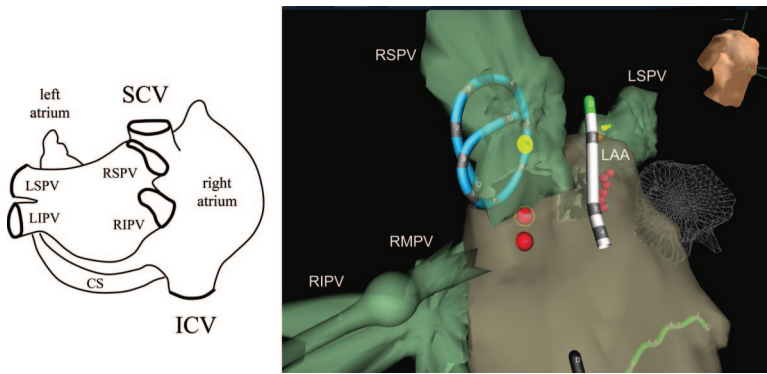 left
atrium
SCV
LSPV
RSPV
right
atrium
LIPV
RIPV
CS
ICV
RSPV
LSPV
LAA
RMPV
RIPV